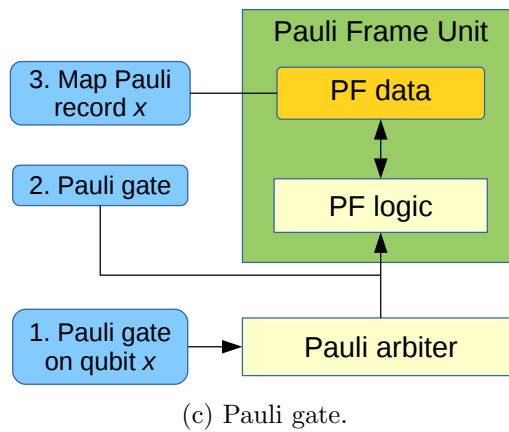 Pauli Frame Unit
3. Map Pauli
record x
PF data
2. Pauli gate
PF logic
1. Pauli gate
on qubit x
Pauli arbiter
(c) Pauli gate.